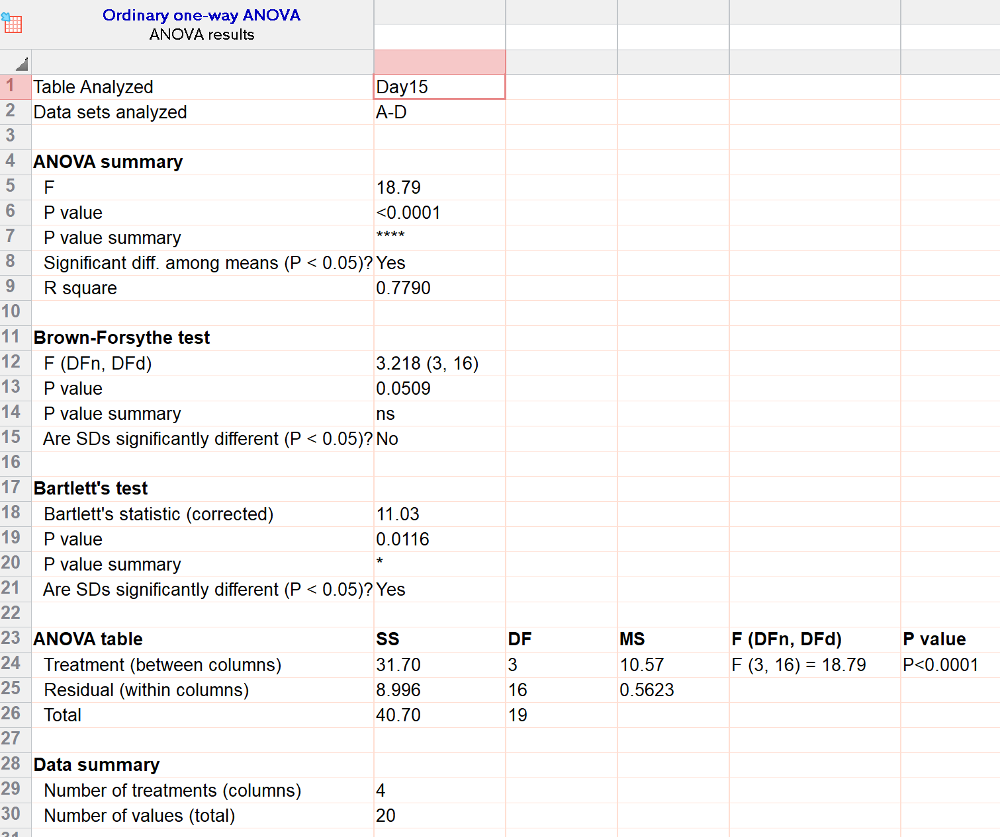 Ordinary one-way ANOVA
ANOVA results
1 Table Analyzed Day15
2 Data sets analyzed A-D
3
4 ANOVA summary
5 F 18.79
6 P value <0.0001
7 P value summary ****
8 Significant diff. among means (P < 0.05)? Yes
9 R square 0.7790
10
11 Brown-Forsythe test
12 F (DFn, DFd) 3.218 (3, 16)
13 P value 0.0509
14 P value summary ns
15 Are SDs significantly different (P < 0.05)? No
16
17 Bartlett's test
18 Bartlett's statistic (corrected) 11.03
19 P value 0.0116
20 P value summary *
21 Are SDs significantly different (P < 0.05)? Yes
22
23 ANOVA table SS DF MS F (DFn, DFd) P value
24 Treatment (between columns) 31.70 3 10.57 F (3, 16) = 18.79 P<0.0001
25 Residual (within columns) 8.996 16 0.5623
26 Total 40.70 19
27
28 Data summary
29 Number of treatments (columns) 4
30 Number of values (total) 20
31